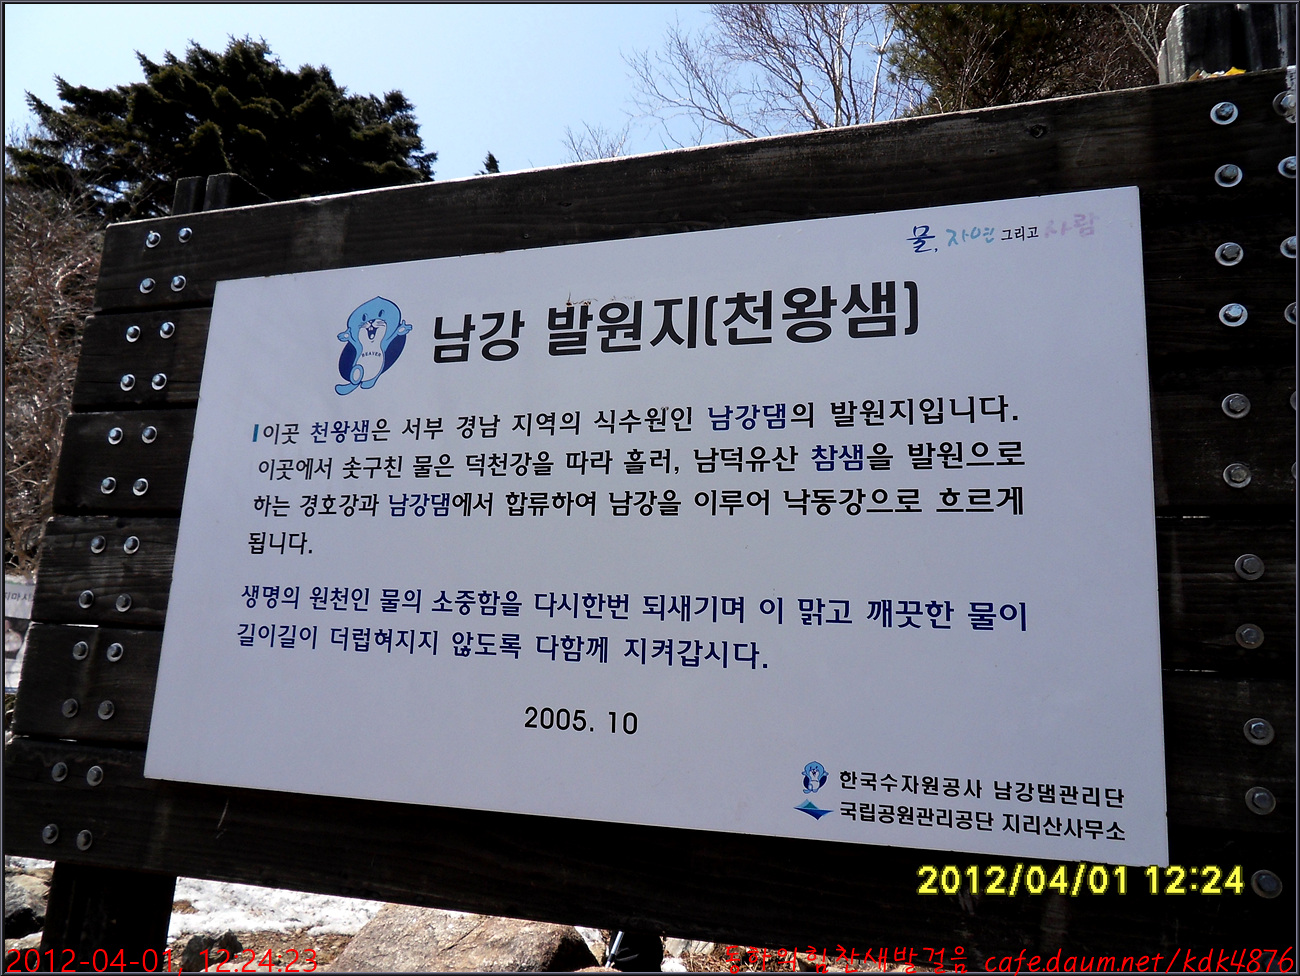 물, 자연 그리고 사람
남강 발원지(천왕샘)
이곳 천왕샘은 서부 경남 지역의 식수원인 남강댐의 발원지입니다.
이곳에서 솟구친 물은 덕천강을 따라 흘러, 남덕유산 참샘을 발원으로
하는 경호강과 남강댐에서 합류하여 남강을 이루어 낙동강으로 흐르게
됩니다.
생명의 원천인 물의 소중함을 다시한번 되새기며 이 맑고 깨끗한 물이
길이길이 더럽혀지지 않도록 다함께 지켜갑시다.
2005. 10
한국수자원공사 남강댐관리단
국립공원관리공단 지리산사무소
2012/04/01 12:24
2012-04-01, 12:24:23
cafedaum.net/kdk4876